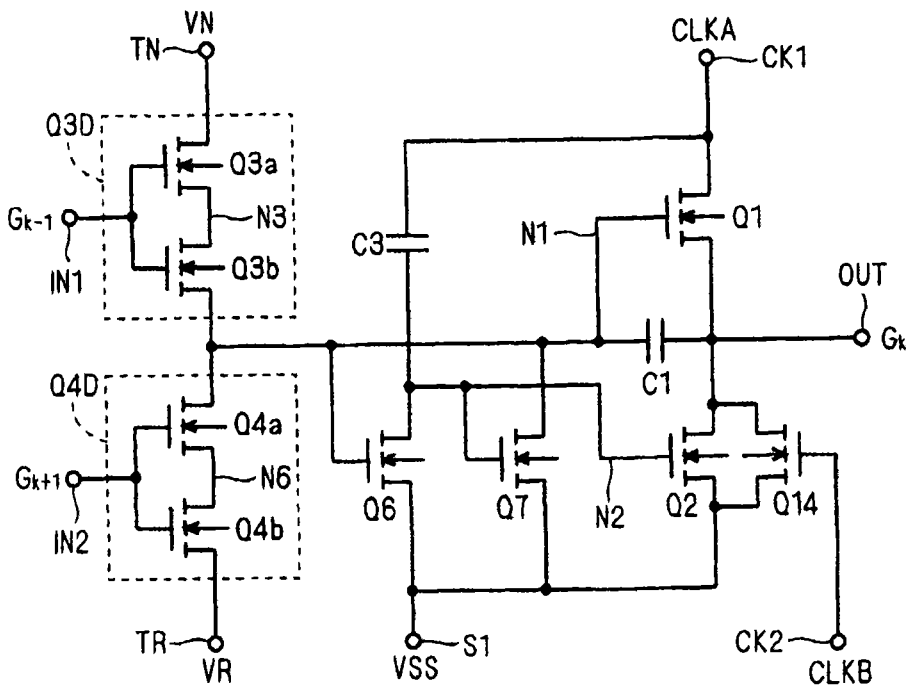 VN
TN
CLKA
CK1
Q3D
Q3a
Gk-1
N3
IN1
Q3b
N1
Q1
C3
OUT
Gk
C1
Q4D
Q4a
Gk+1
N6
IN2
Q4b
Q6
Q7
N2
Q2
Q14
TR
VR
VSS
S1
CK2
CLKB